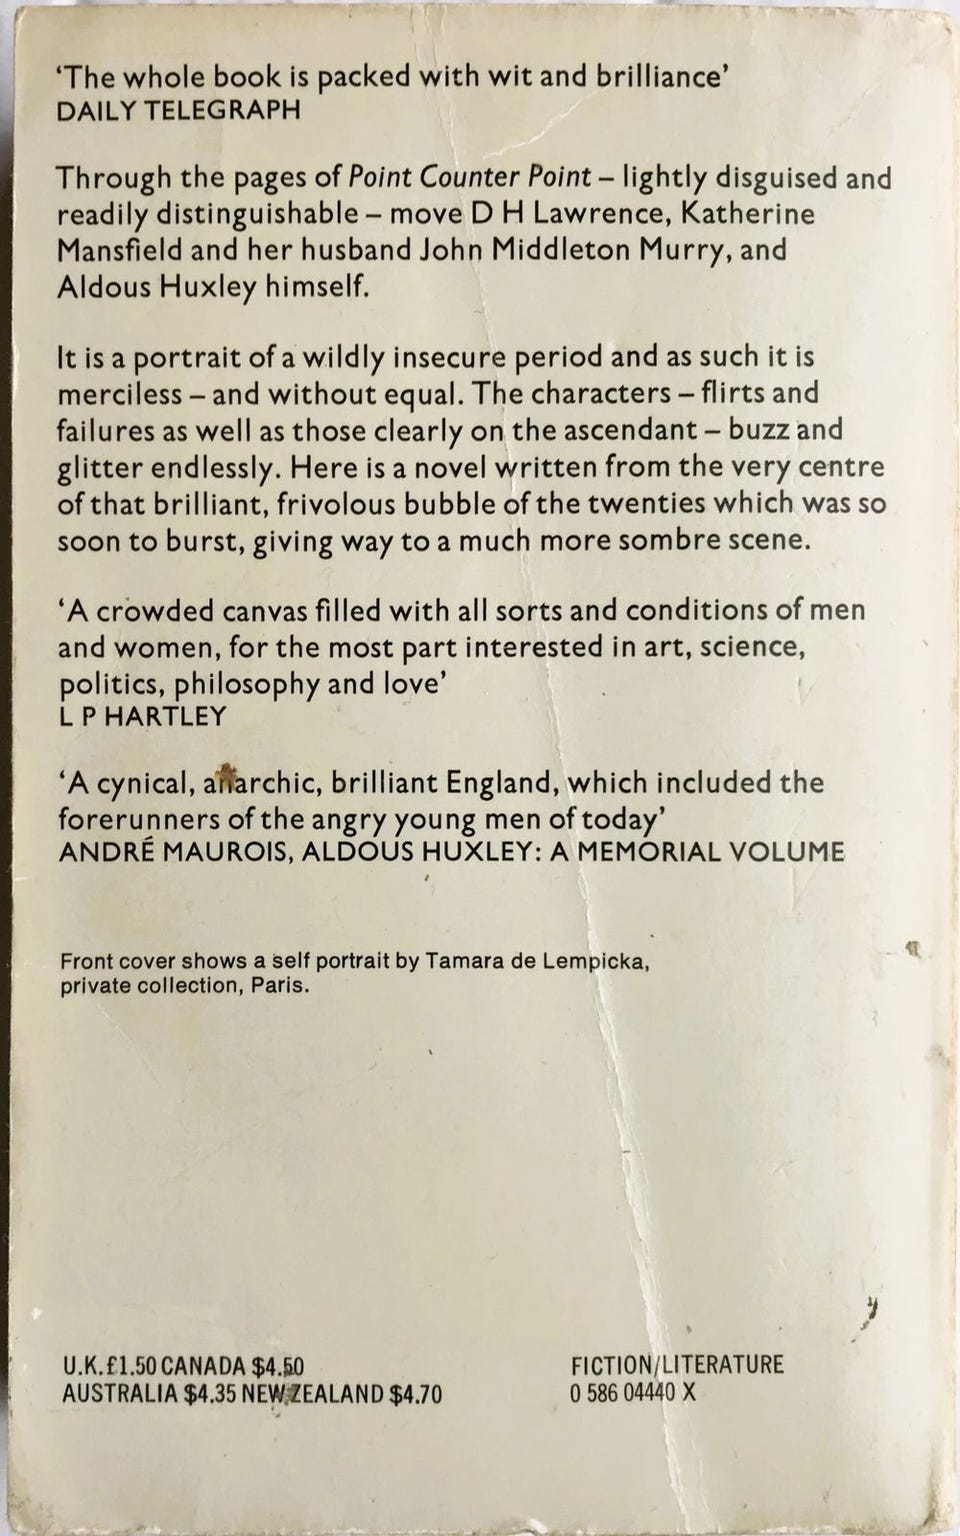 ‘The whole book is packed with wit and brilliance’
DAILY TELEGRAPH
Through the pages of Point Counter Point – lightly disguised and
readily distinguishable – move D H Lawrence, Katherine
Mansfield and her husband John Middleton Murry, and
Aldous Huxley himself.
It is a portrait of a wildly insecure period and as such it is
merciless – and without equal. The characters – flirts and
failures as well as those clearly on the ascendant – buzz and
glitter endlessly. Here is a novel written from the very centre
of that brilliant, frivolous bubble of the twenties which was so
soon to burst, giving way to a much more sombre scene.
‘A crowded canvas filled with all sorts and conditions of men
and women, for the most part interested in art, science,
politics, philosophy and love’
L P HARTLEY
‘A cynical, anarchic, brilliant England, which included the
forerunners of the angry young men of today’
ANDRÉ MAUROIS, ALDOUS HUXLEY: A MEMORIAL VOLUME
Front cover shows a self portrait by Tamara de Lempicka,
private collection, Paris.
U.K. £1.50 CANADA $4.50
AUSTRALIA $4.35 NEW ZEALAND $4.70
FICTION/LITERATURE
0 586 04440 X